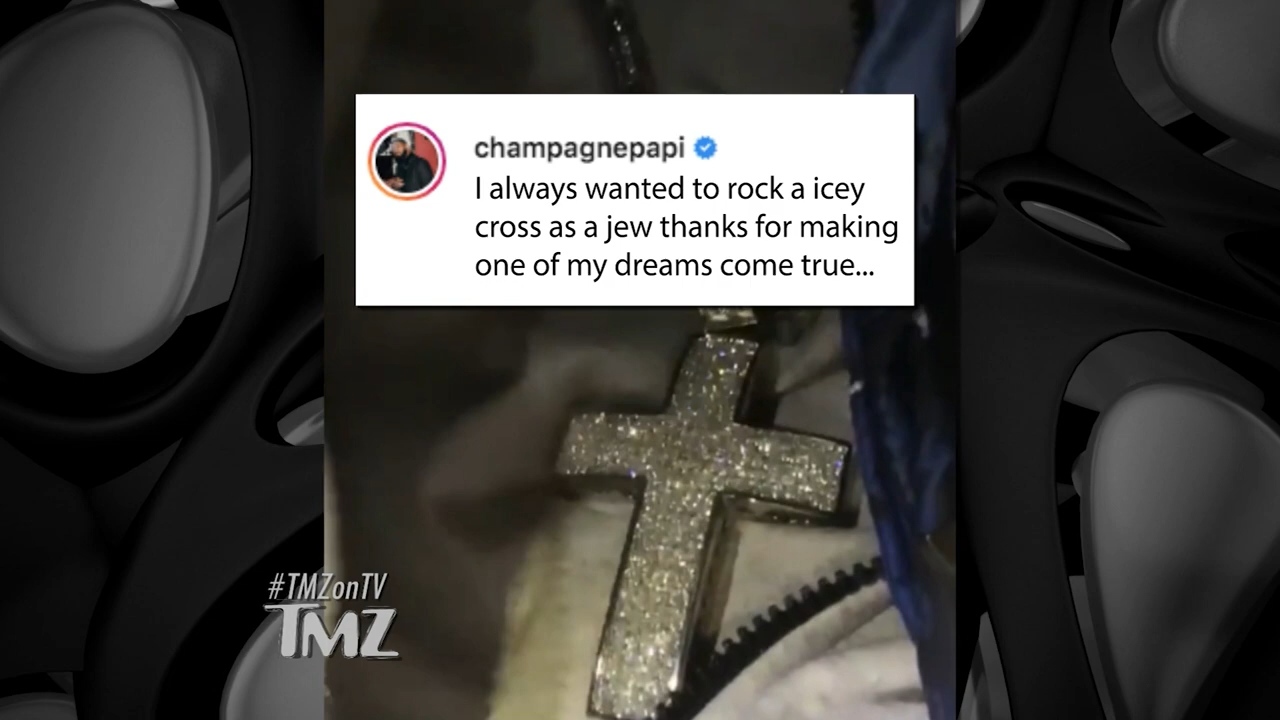 champagnepapi
I always wanted to rock a icey
cross as a jew thanks for making
one of my dreams come true...
#TMZonTV
TMZ